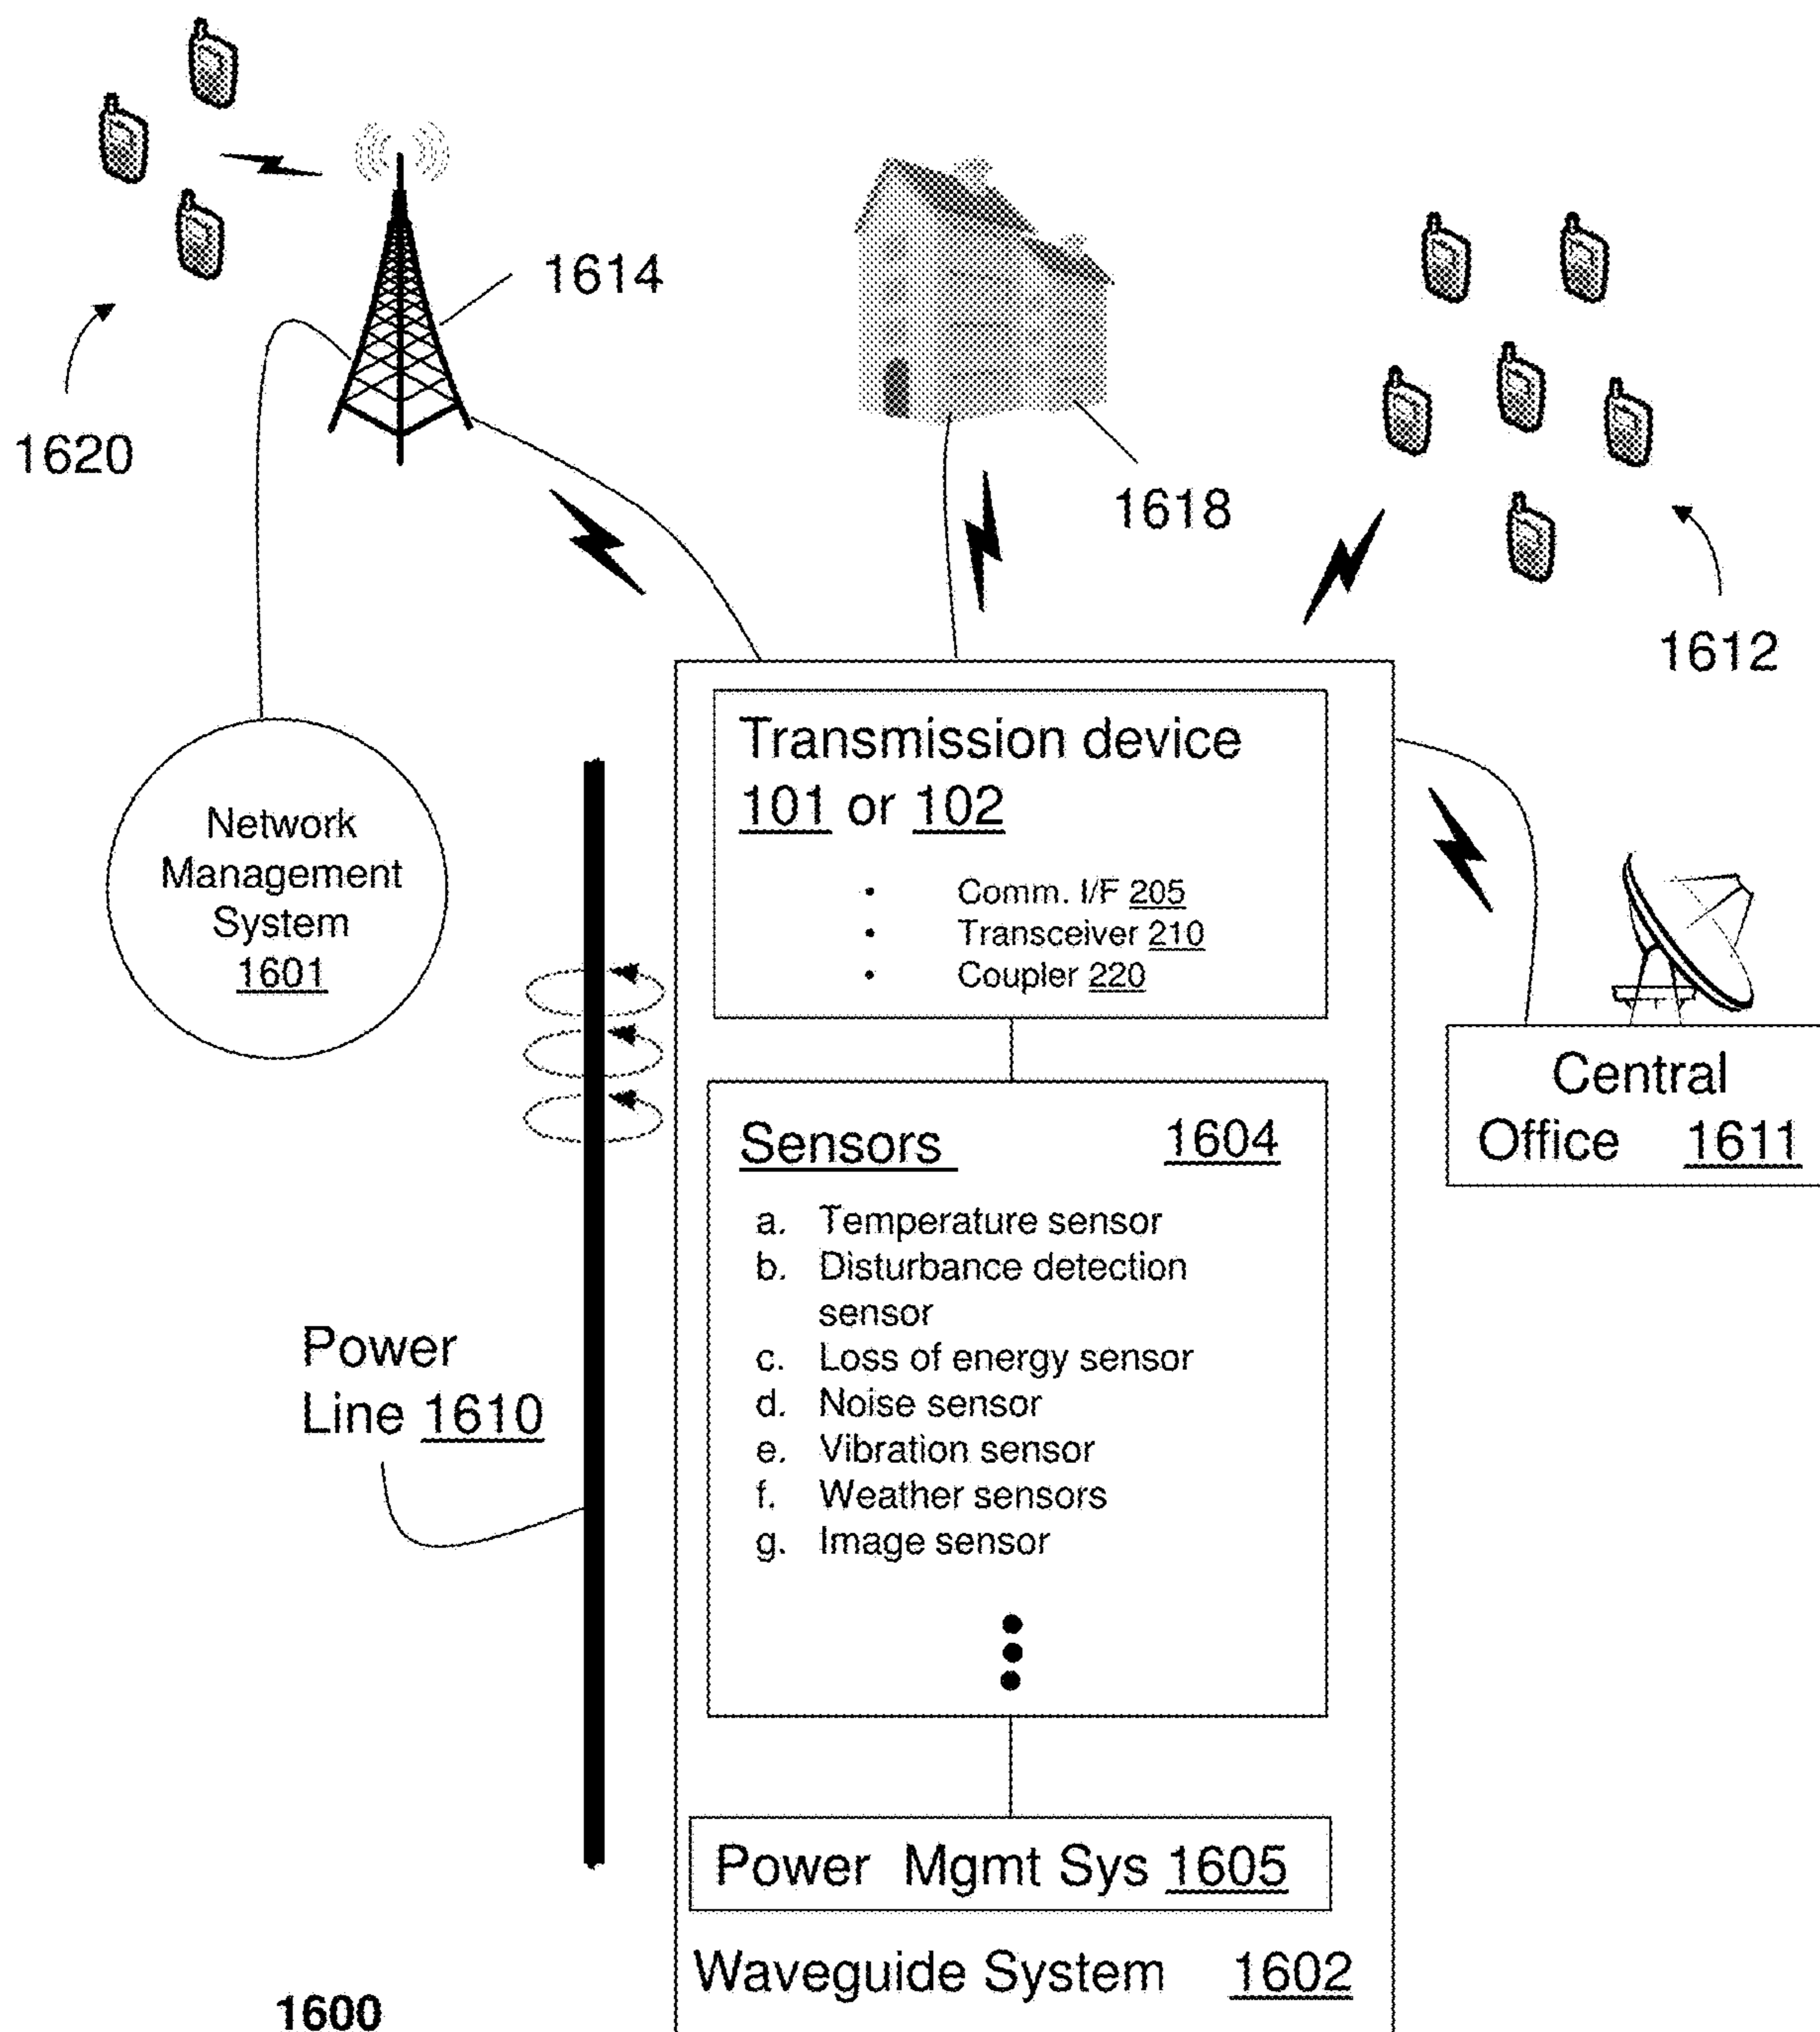 1614
1620
1618
1612
Network
Management
System
1601
Transmission device
101 or 102
• Comm. I/F 205
• Transceiver 210
• Coupler 220
Central
Office 1611
Sensors 1604
a. Temperature sensor
b. Disturbance detection
sensor
c. Loss of energy sensor
d. Noise sensor
e. Vibration sensor
f. Weather sensors
g. Image sensor
Power
Line 1610
Power Mgmt Sys 1605
Waveguide System 1602
1600